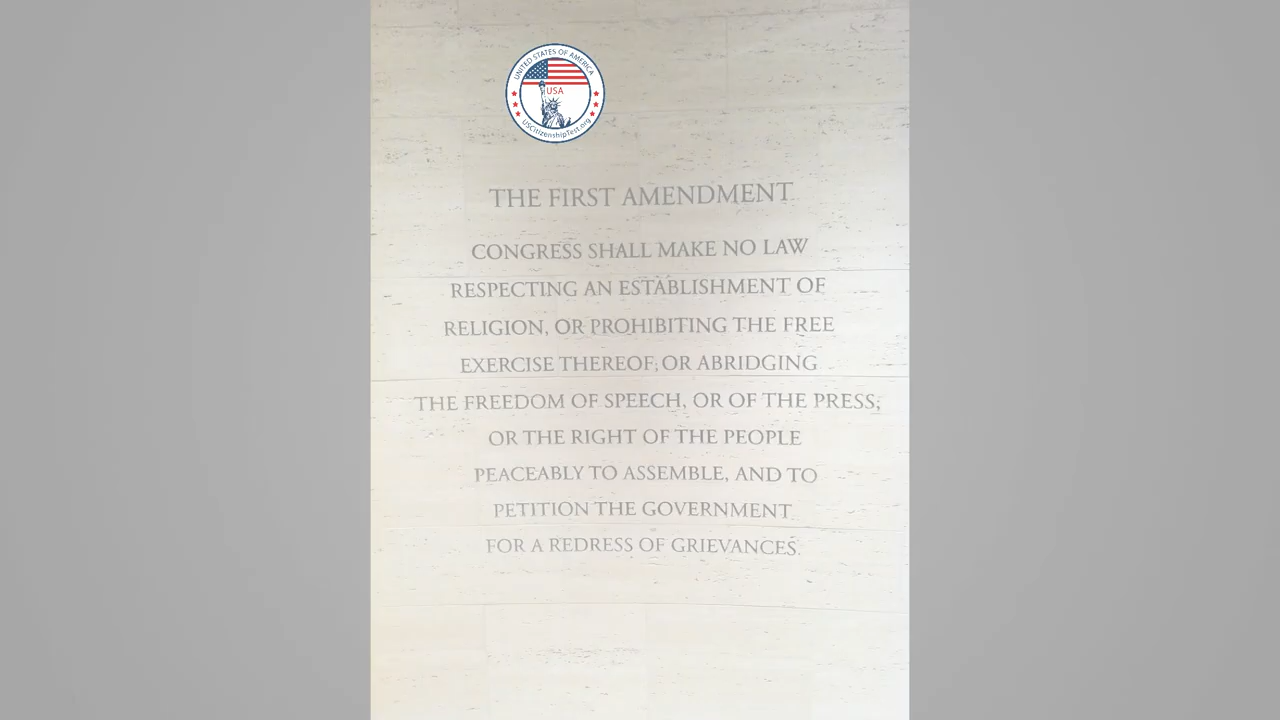 UNITED STATES OF AMERICA
USA
USCitizenshipTest.org
THE FIRST AMENDMENT
CONGRESS SHALL MAKE NO LAW
RESPECTING AN ESTABLISHMENT OF
RELIGION, OR PROHIBITING THE FREE
EXERCISE THEREOF; OR ABRIDGING
THE FREEDOM OF SPEECH, OR OF THE PRESS;
OR THE RIGHT OF THE PEOPLE
PEACEABLY TO ASSEMBLE, AND TO
PETITION THE GOVERNMENT
FOR A REDRESS OF GRIEVANCES.